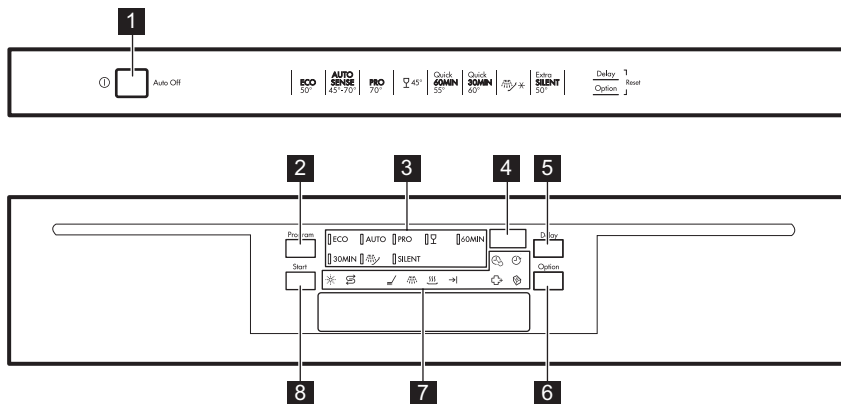 1
Auto Off
ECO 50°
AUTO SENSE 45°-70°
PRO 70°
45°
Quick 60MIN 55°
Quick 30MIN 60°
Extra SILENT 50°
Delay
Option
Reset
2
3
4
5
Program
Delay
ECO AUTO PRO 60MIN
30MIN SILENT
Start
Option
8
7
6